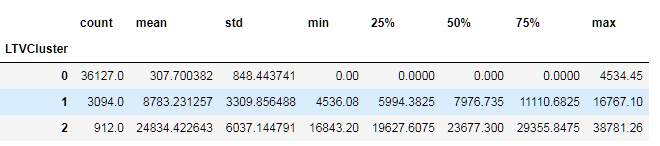 count mean std min 25% 50% 75% max
LTVCluster
0 36127.0 307.700382 848.443741 0.00 0.0000 0.000 0.0000 4534.45
1 3094.0 8783.231257 3309.856488 4536.08 5994.3825 7976.735 11110.6825 16767.10
2 912.0 24834.422643 6037.144791 16843.20 19627.6075 23677.300 29355.8475 38781.26